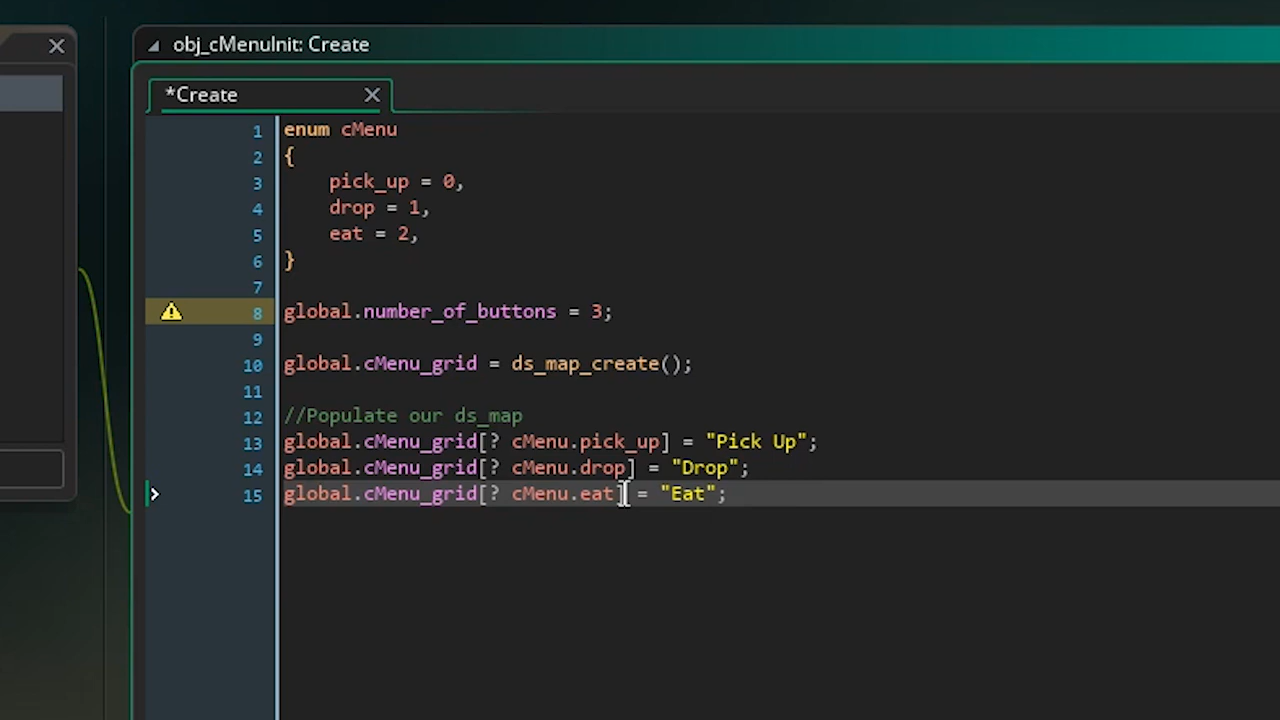 obj_cMenuInit: Create
*Create
1 enum cMenu
2 {
3 pick_up = 0,
4 drop = 1,
5 eat = 2,
6 }
7
8 global.number_of_buttons = 3;
9
10 global.cMenu_grid = ds_map_create();
11
12 //Populate our ds_map
13 global.cMenu_grid[? cMenu.pick_up] = "Pick Up";
14 global.cMenu_grid[? cMenu.drop] = "Drop";
15 global.cMenu_grid[? cMenu.eat] = "Eat";